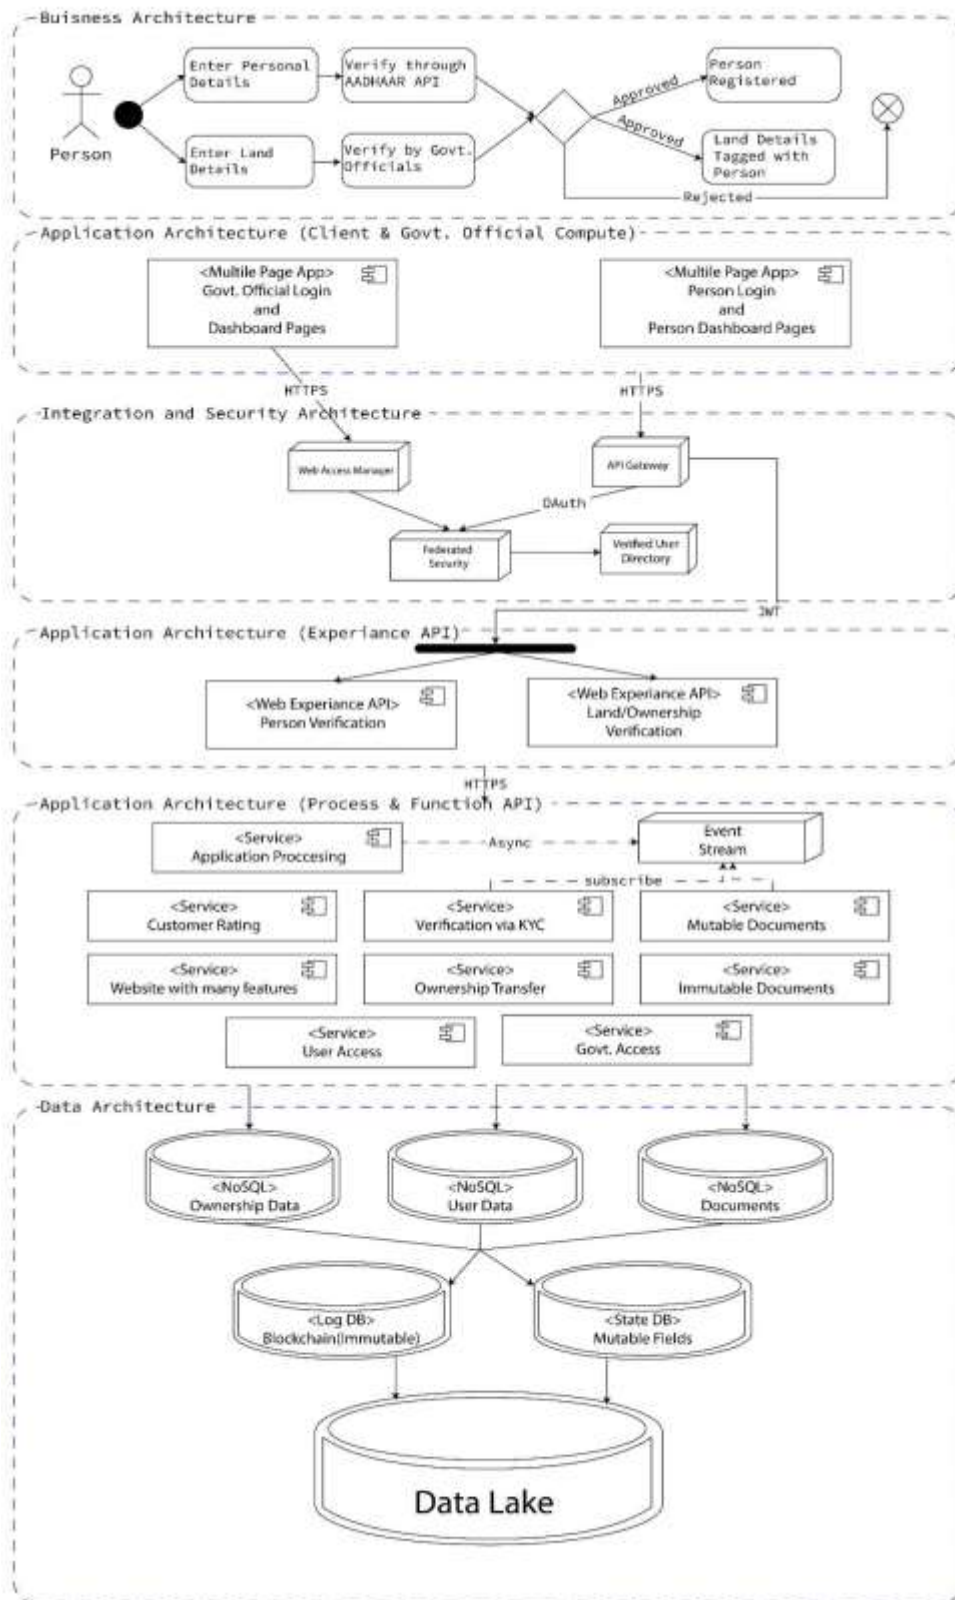 Buisness Architecture
Person
Enter Personal
Details
Verify through
AADHAAR API
Enter Land
Details
Verify by Govt.
Officials
Approved
Approved
Person
Registered
Land Details
Tagged with
Person
Rejected
Application Architecture (Client & Govt. Official Compute)
<Multile Page App>
Govt. Official Login
and
Dashboard Pages
<Multile Page App>
Person Login
and
Person Dashboard Pages
HTTPS
HTTPS
Integration and Security Architecture
Web Access Manager
API Gateway
OAuth
Federated
Security
Verified User
Directory
JWT
Application Architecture (Experiance API)
<Web Experiance API>
Person Verification
<Web Experiance API>
Land/Ownership
Verification
HTTPS
Application Architecture (Process & Function API)
<Service>
Application Proccesing
Async
Event
Stream
subscribe
<Service>
Customer Rating
<Service>
Verification via KYC
<Service>
Mutable Documents
<Service>
Website with many features
<Service>
Ownership Transfer
<Service>
Immutable Documents
<Service>
User Access
<Service>
Govt. Access
Data Architecture
<NoSQL>
Ownership Data
<NoSQL>
User Data
<NoSQL>
Documents
<Log DB>
Blockchain(Immutable)
<State DB>
Mutable Fields
Data Lake